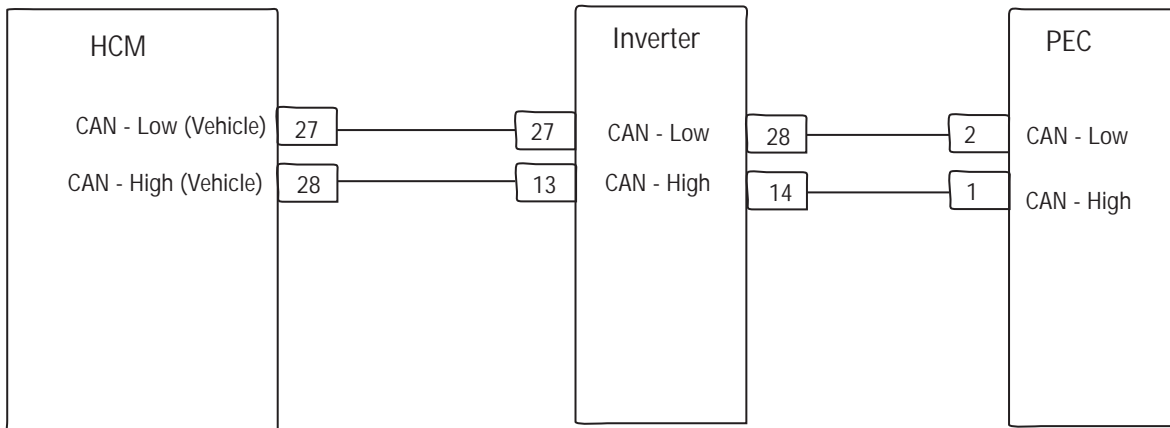 HCM
Inverter
PEC
CAN - Low (Vehicle) 27 27 CAN - Low 28 2 CAN - Low
CAN - High (Vehicle) 28 13 CAN - High 14 1 CAN - High